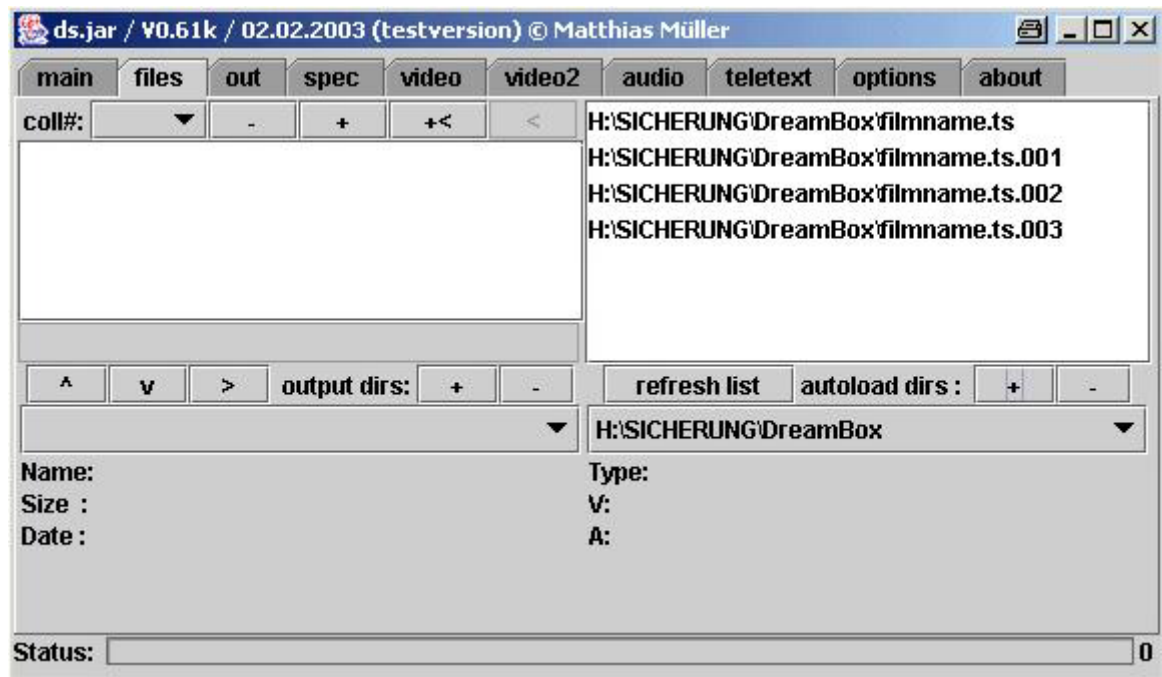 ds.jar / V0.61k / 02.02.2003 (testversion) © Matthias Müller
main files out spec video video2 audio teletext options about
coll#: - + +< <
H:\SICHERUNG\DreamBox\filmname.ts
H:\SICHERUNG\DreamBox\filmname.ts.001
H:\SICHERUNG\DreamBox\filmname.ts.002
H:\SICHERUNG\DreamBox\filmname.ts.003
^ v > output dirs: + - refresh list autoload dirs : + -
H:\SICHERUNG\DreamBox
Name: Type:
Size : V:
Date : A:
Status: 0